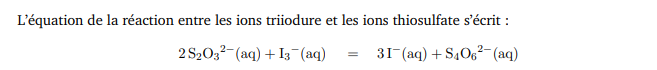 L’équation de la réaction entre les ions triiodure et les ions thiosulfate s’écrit :
2 S₂O₃²⁻(aq) + I₃⁻(aq) = 3 I⁻(aq) + S₄O₆²⁻(aq)